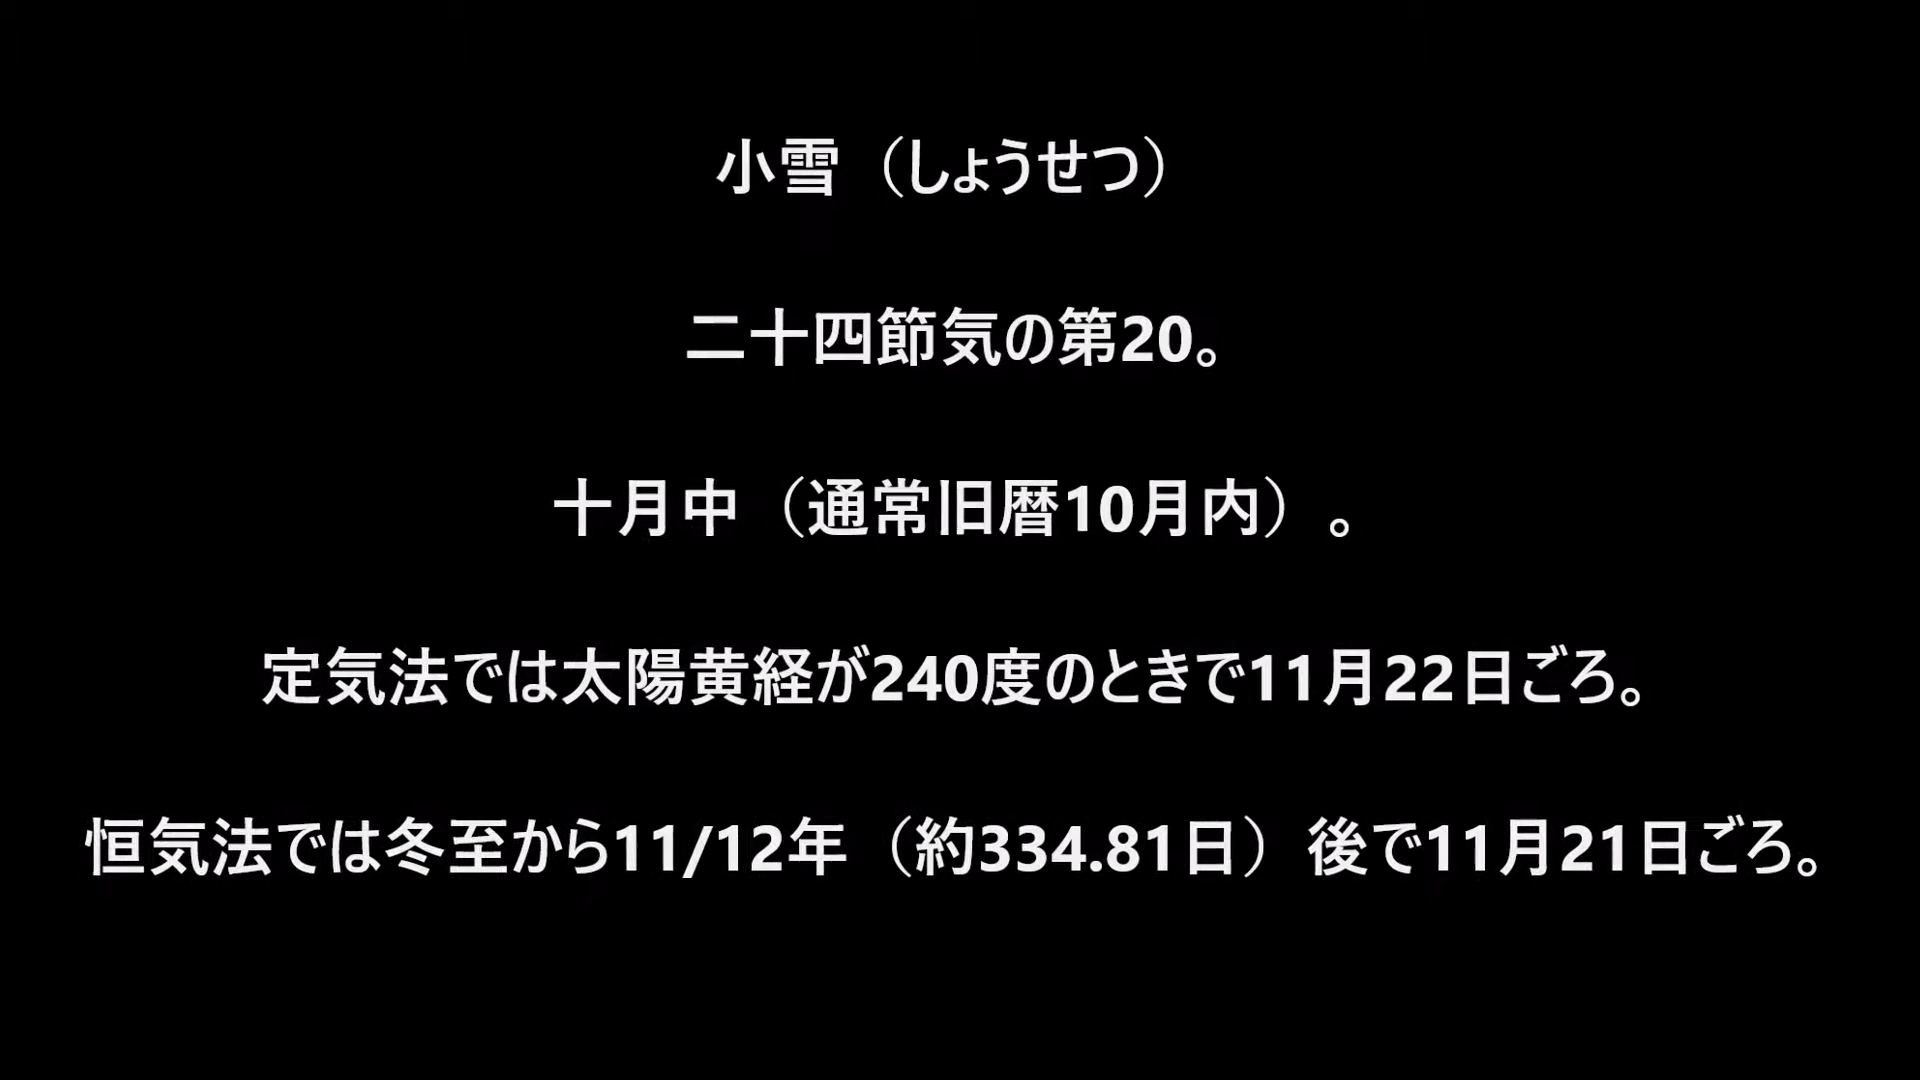 小雪（しょうせつ）
二十四節気の第20。
十月中（通常旧暦10月内）。
定気法では太陽黄経が240度のときで11月22日ごろ。
恒気法では冬至から11/12年（約334.81日）後で11月21日ごろ。